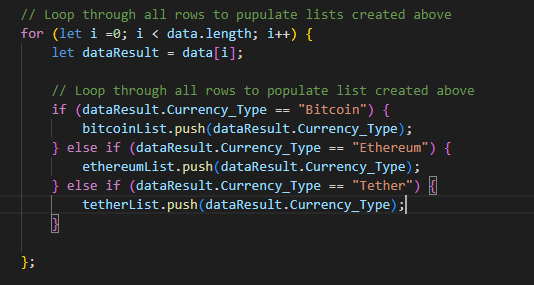 // Loop through all rows to pupulate lists created above
for (let i =0; i < data.length; i++) {
let dataResult = data[i];
// Loop through all rows to populate list created above
if (dataResult.Currency_Type == "Bitcoin") {
bitcoinList.push(dataResult.Currency_Type);
} else if (dataResult.Currency_Type == "Ethereum") {
ethereumList.push(dataResult.Currency_Type);
} else if (dataResult.Currency_Type == "Tether") {
tetherList.push(dataResult.Currency_Type);
}
};